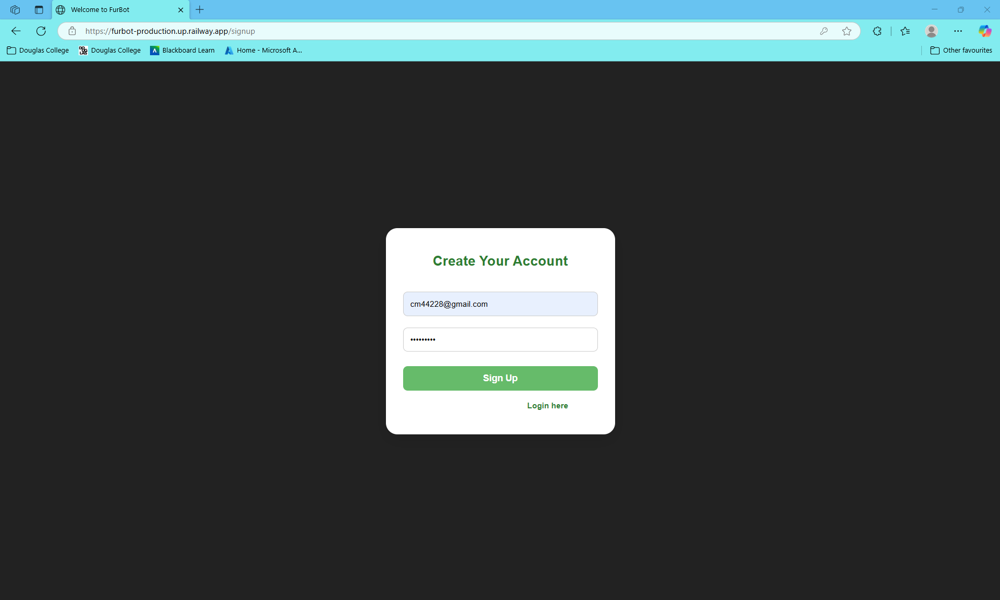 Welcome to FurBot
https://furbot-production.up.railway.app/signup
Douglas College
Douglas College
Blackboard Learn
Home - Microsoft A...
Other favourites
Create Your Account
cm44228@gmail.com
•••••••••
Sign Up
Login here